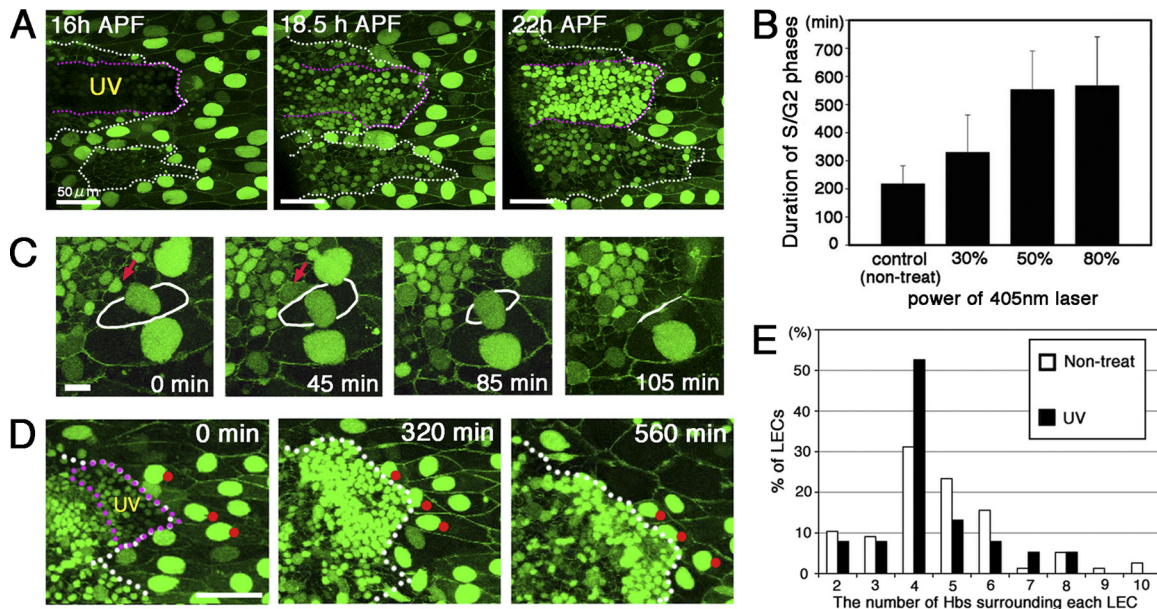 A
16h APF
UV
50μm
18.5 h APF
22h APF
B
(min)
Duration of S/G2 phases
700
600
500
400
300
200
100
0
control
(non-treat)
30%
50%
80%
power of 405nm laser
C
0 min
45 min
85 min
105 min
D
0 min
UV
320 min
560 min
E
(%)
% of LECs
50
40
30
20
10
0
Non-treat
UV
2 3 4 5 6 7 8 9 10
The number of Hbs surrounding each LEC